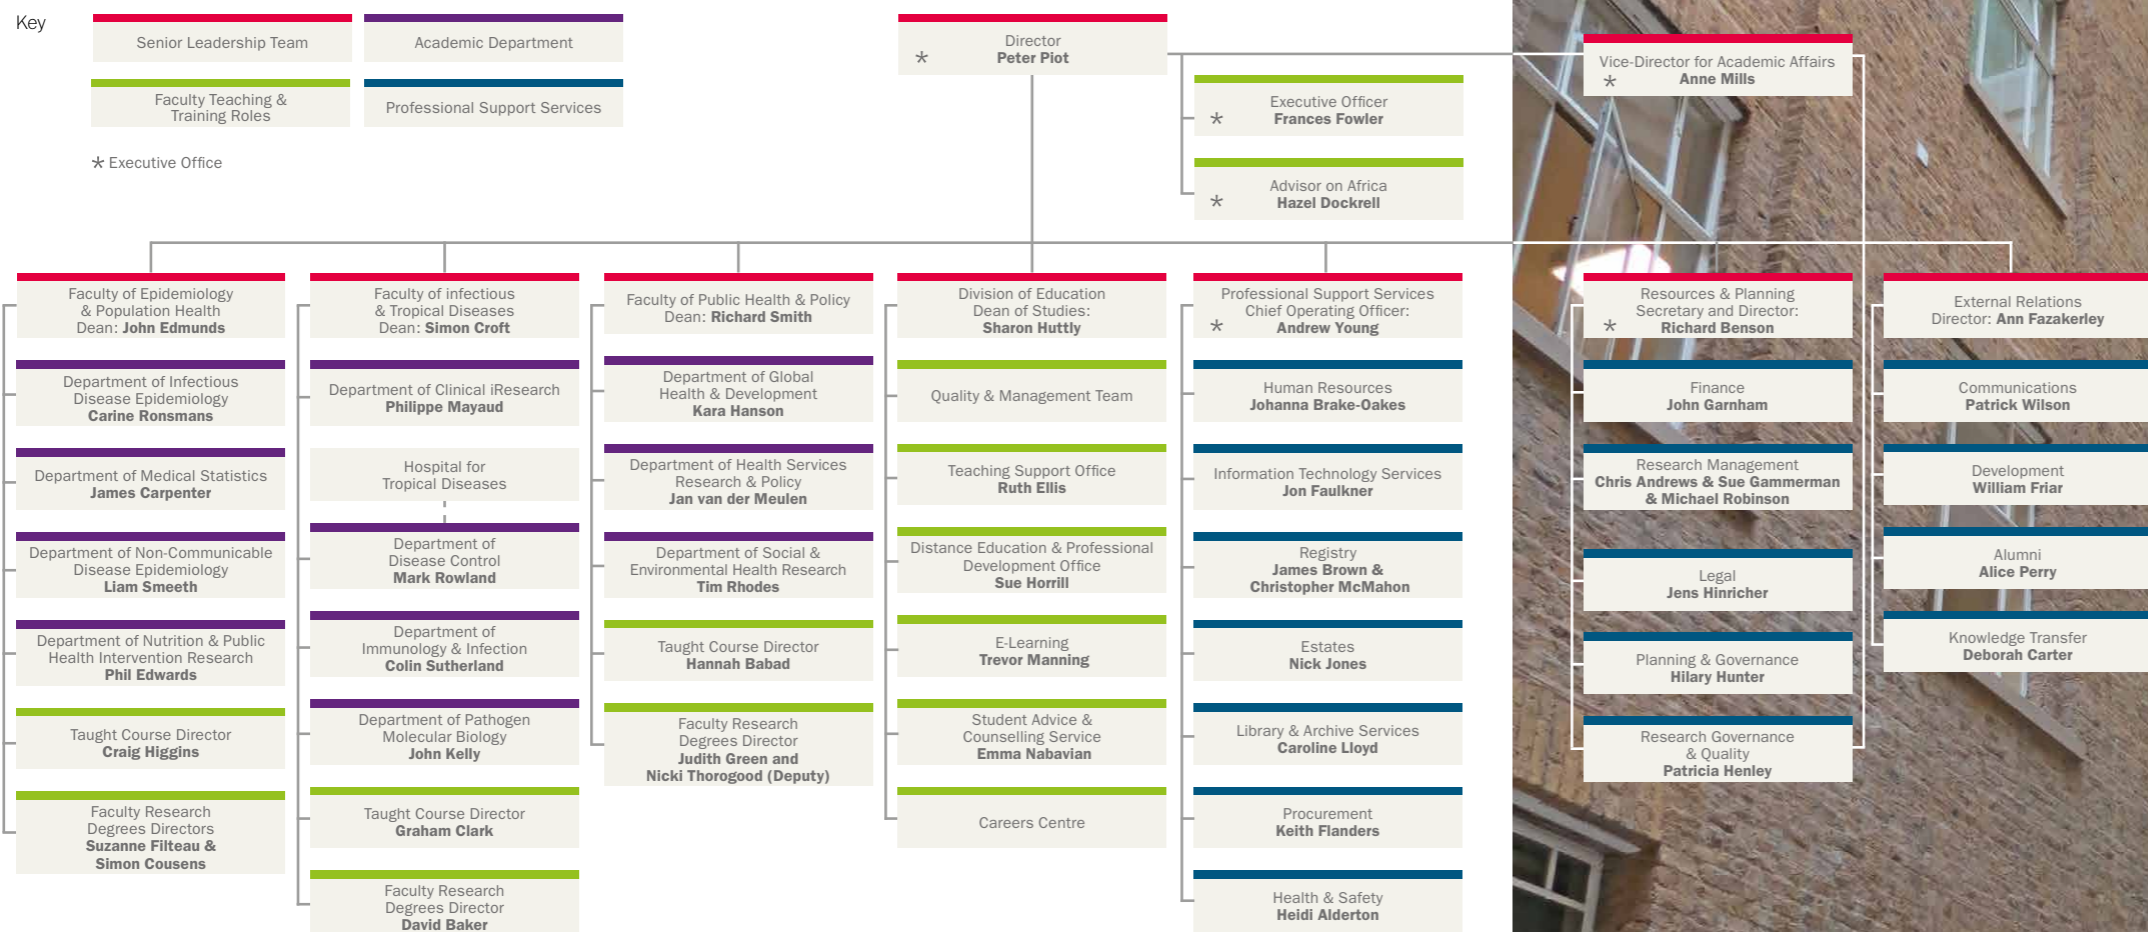 Key
Senior Leadership Team
Academic Department
Faculty Teaching &
Training Roles
Professional Support Services
* Executive Office
Director
* Peter Piot
Vice-Director for Academic Affairs
* Anne Mills
Executive Officer
* Frances Fowler
Advisor on Africa
* Hazel Dockrell
Faculty of Epidemiology
& Population Health
Dean: John Edmunds
Department of Infectious
Disease Epidemiology
Carine Ronsmans
Department of Medical Statistics
James Carpenter
Department of Non-Communicable
Disease Epidemiology
Liam Smeeth
Department of Nutrition & Public
Health Intervention Research
Phil Edwards
Taught Course Director
Craig Higgins
Faculty Research
Degrees Directors
Suzanne Filteau &
Simon Cousens
Faculty of infectious
& Tropical Diseases
Dean: Simon Croft
Department of Clinical iResearch
Philippe Mayaud
Hospital for
Tropical Diseases
Department of
Disease Control
Mark Rowland
Department of
Immunology & Infection
Colin Sutherland
Department of Pathogen
Molecular Biology
John Kelly
Taught Course Director
Graham Clark
Faculty Research
Degrees Director
David Baker
Faculty of Public Health & Policy
Dean: Richard Smith
Department of Global
Health & Development
Kara Hanson
Department of Health Services
Research & Policy
Jan van der Meulen
Department of Social &
Environmental Health Research
Tim Rhodes
Taught Course Director
Hannah Babad
Faculty Research
Degrees Director
Judith Green and
Nicki Thorogood (Deputy)
Division of Education
Dean of Studies:
Sharon Huttly
Quality & Management Team
Teaching Support Office
Ruth Ellis
Distance Education & Professional
Development Office
Sue Horrill
E-Learning
Trevor Manning
Student Advice &
Counselling Service
Emma Nabavian
Careers Centre
Professional Support Services
Chief Operating Officer:
* Andrew Young
Human Resources
Johanna Brake-Oakes
Information Technology Services
Jon Faulkner
Registry
James Brown &
Christopher McMahon
Estates
Nick Jones
Library & Archive Services
Caroline Lloyd
Procurement
Keith Flanders
Health & Safety
Heidi Alderton
Resources & Planning
Secretary and Director:
* Richard Benson
Finance
John Garnham
Research Management
Chris Andrews & Sue Gammerman
& Michael Robinson
Legal
Jens Hinricher
Planning & Governance
Hilary Hunter
Research Governance
& Quality
Patricia Henley
External Relations
Director: Ann Fazakerley
Communications
Patrick Wilson
Development
William Friar
Alumni
Alice Perry
Knowledge Transfer
Deborah Carter